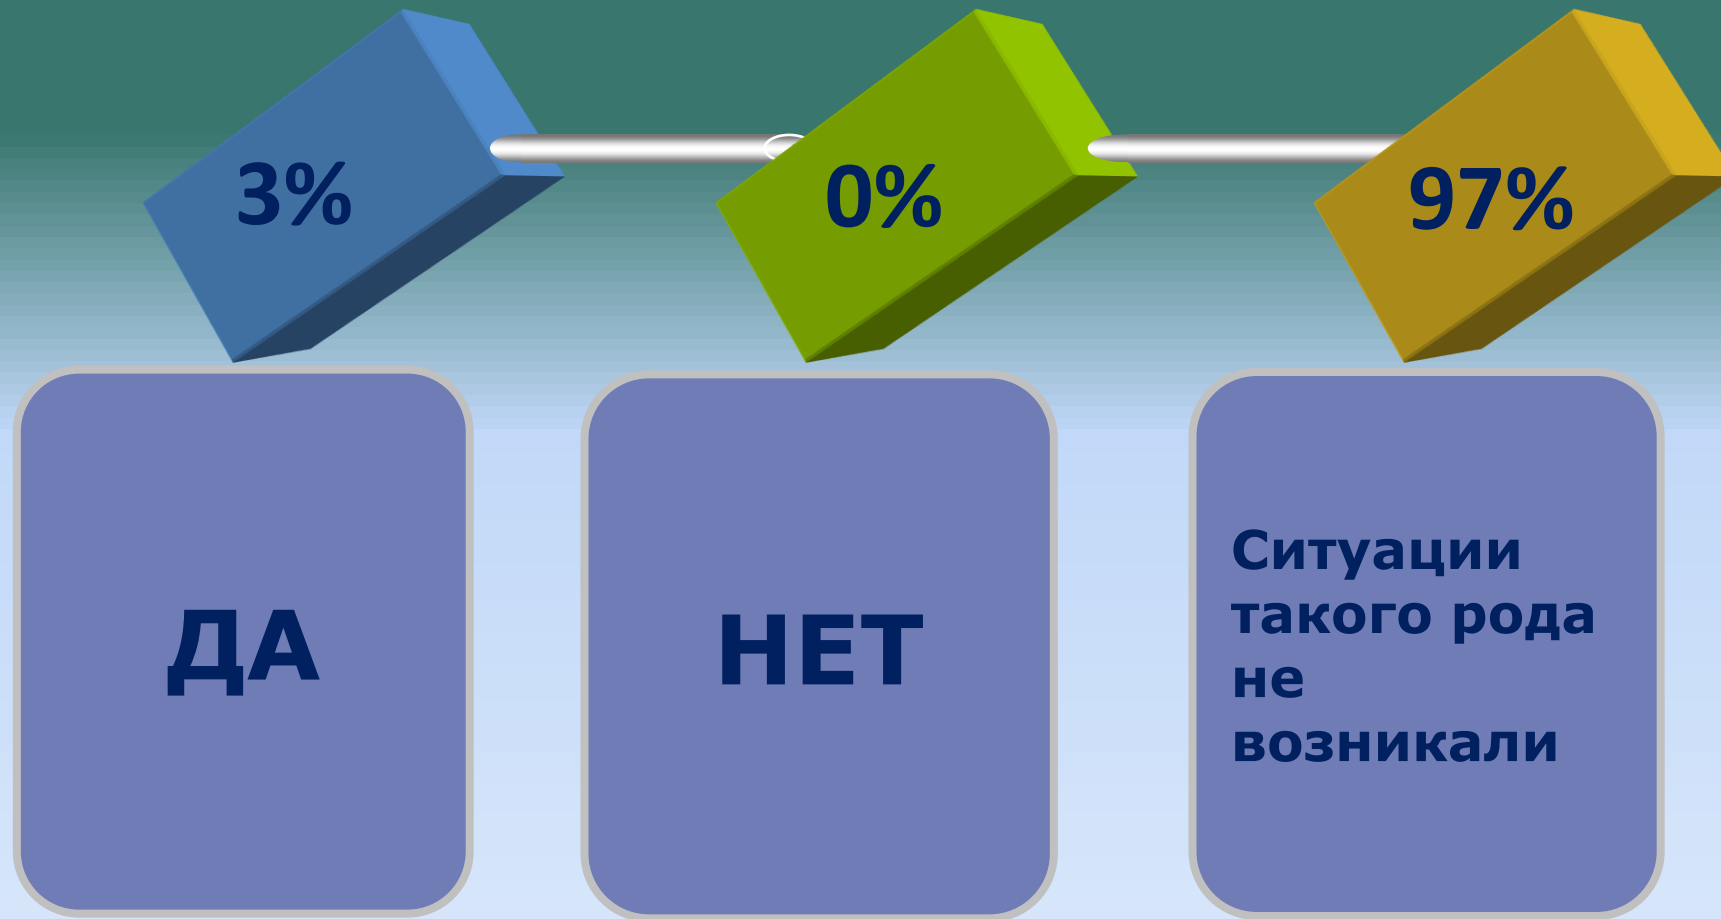 3%
0%
97%
ДА
НЕТ
Ситуации
такого рода
не
возникали